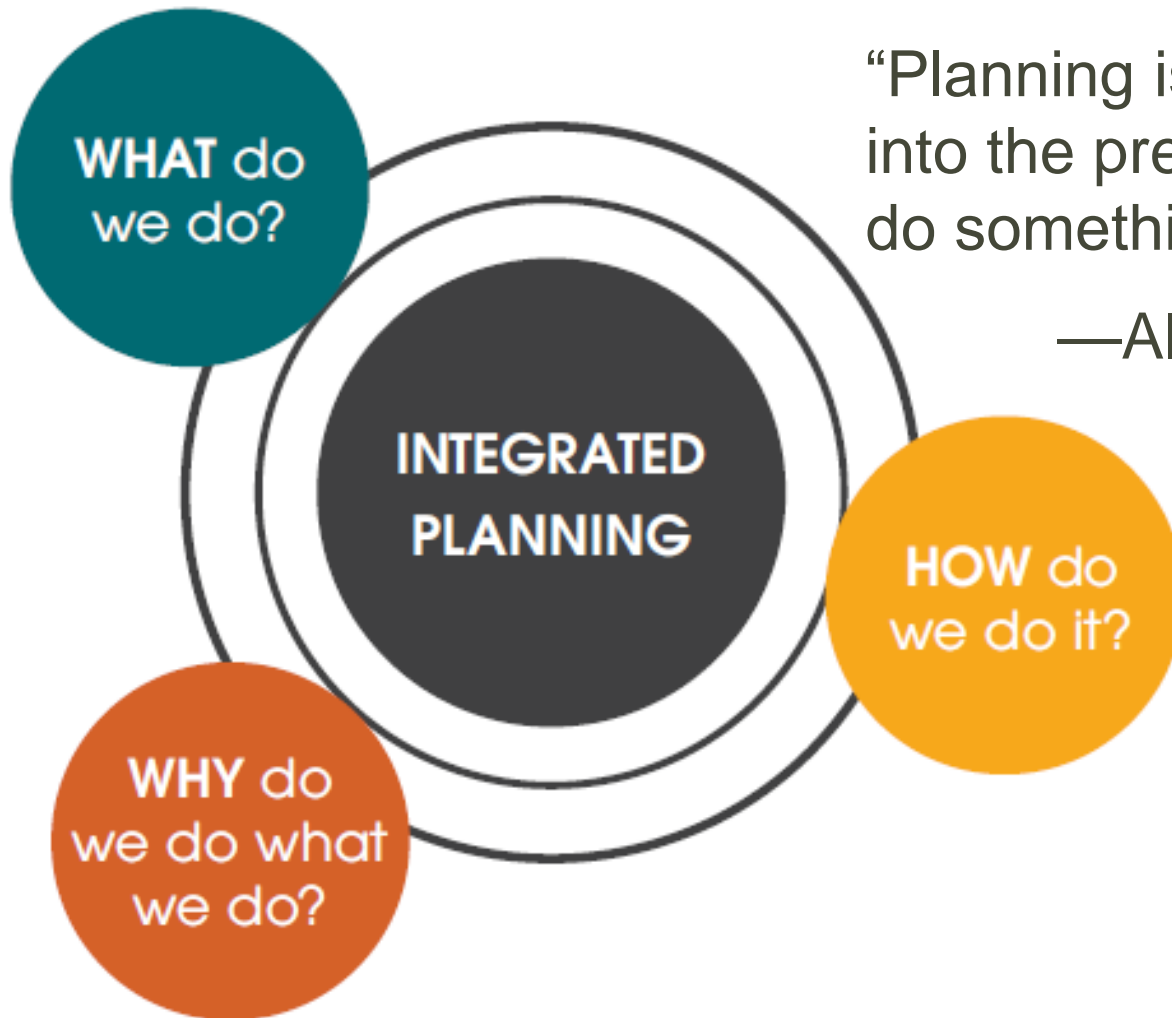 WHAT do
we do?
“Planning
into the
do
INTEGRATED
PLANNING
HOW do
we do it?
WHY do
we do what
we do?